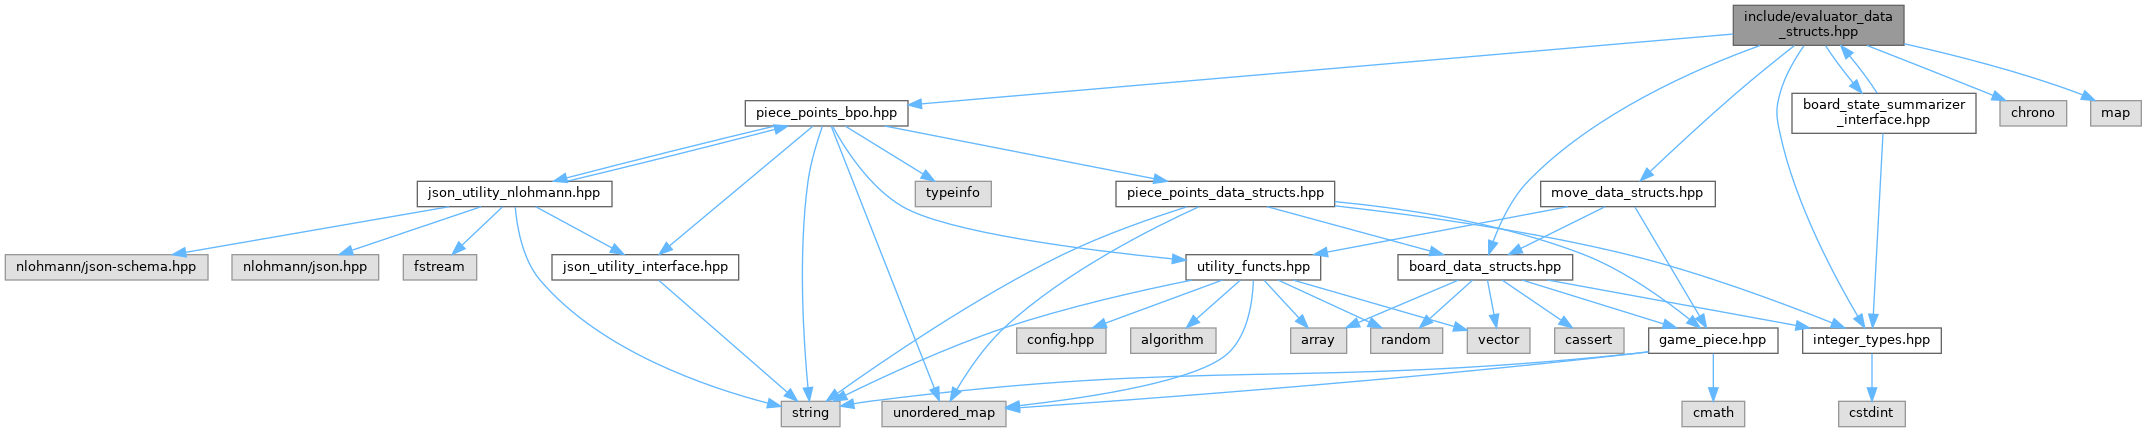 include/evaluator_data
_structs.hpp
piece_points_bpo.hpp
board_state_summarizer
_interface.hpp
chrono
map
json_utility_nlohmann.hpp
typeinfo
piece_points_data_structs.hpp
move_data_structs.hpp
nlohmann/json-schema.hpp
nlohmann/json.hpp
fstream
json_utility_interface.hpp
utility_functs.hpp
board_data_structs.hpp
config.hpp
algorithm
array
random
vector
cassert
game_piece.hpp
integer_types.hpp
string
unordered_map
cmath
cstdint